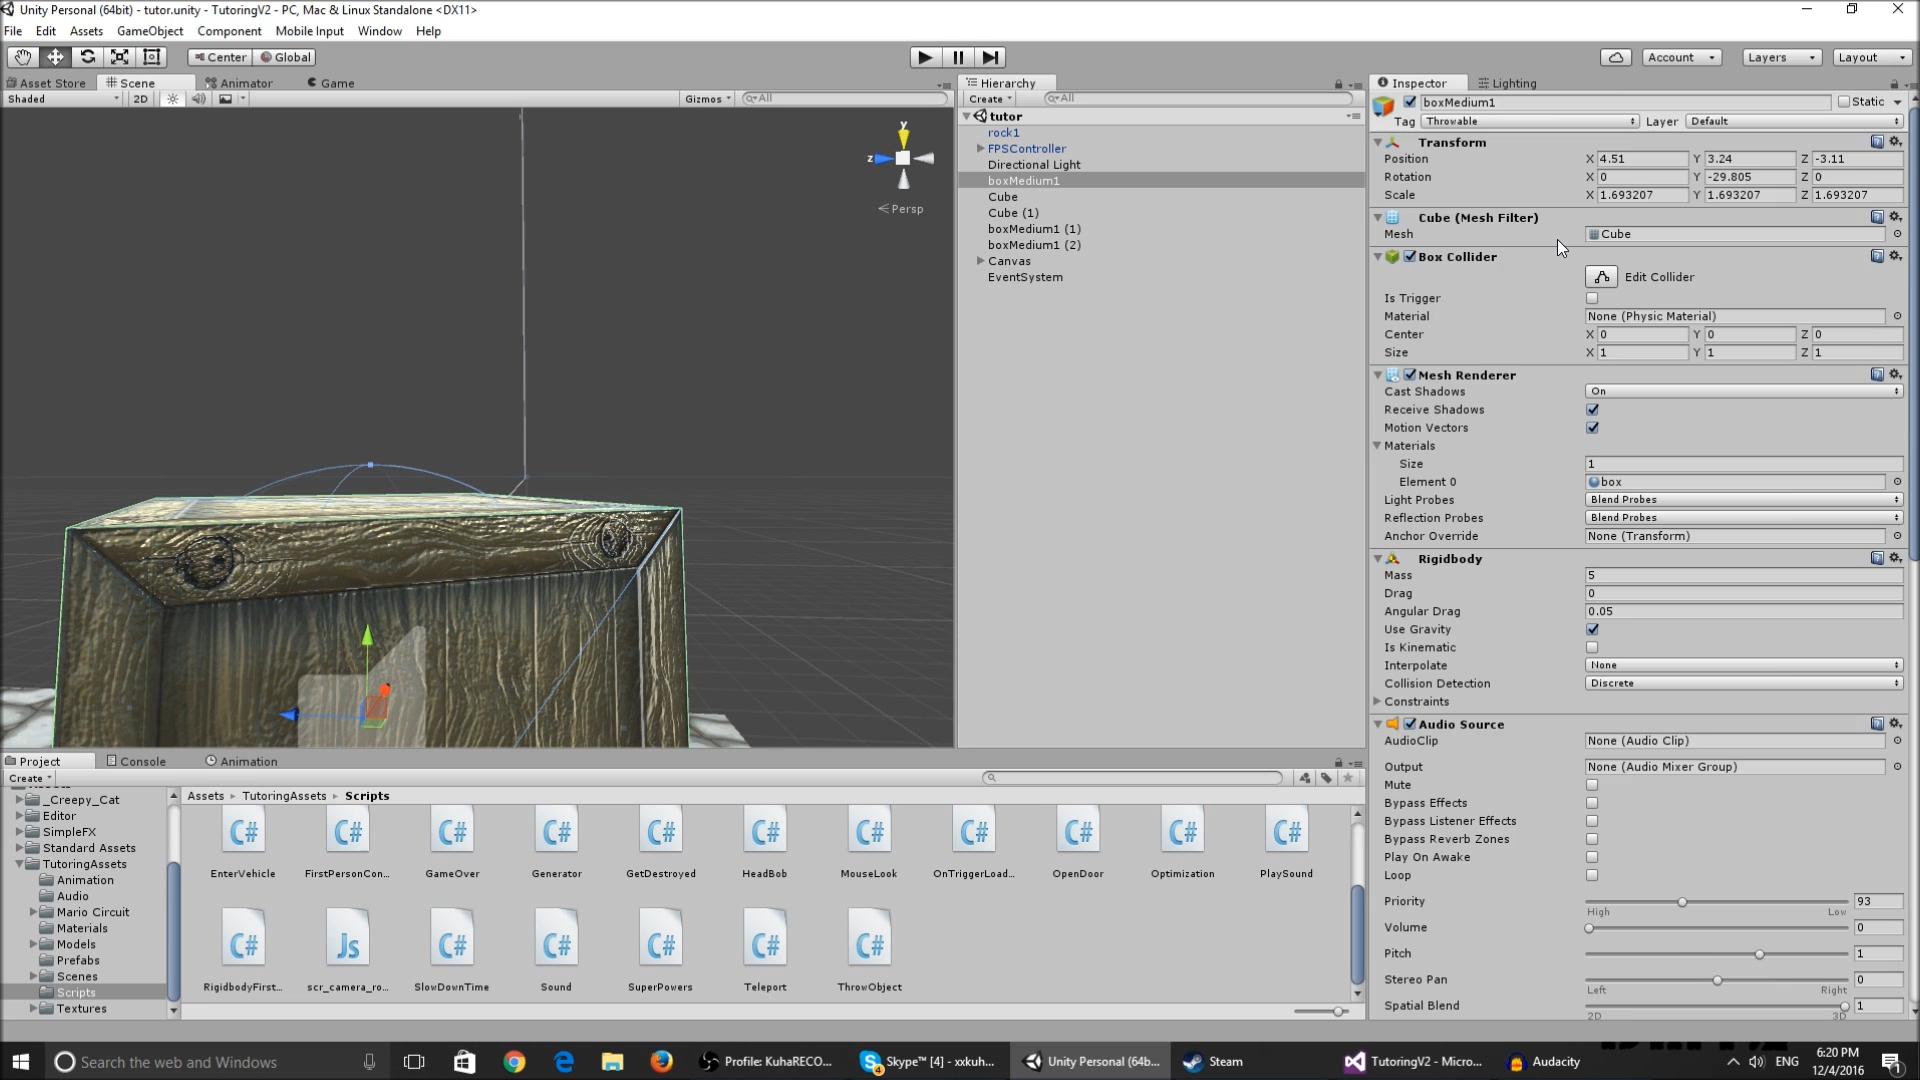 Unity Personal (64bit) - tutor.unity - TutoringV2 - PC, Mac & Linux Standalone <DX11>
File Edit Assets GameObject Component Mobile Input Window Help
Center Global Account Layers Layout
Asset Store Scene Animator Game
Shaded 2D Gizmos All
y
z
Persp
Hierarchy
Create All
tutor
rock1
FPSController
Directional Light
boxMedium1
Cube
Cube (1)
boxMedium1 (1)
boxMedium1 (2)
Canvas
EventSystem
Inspector Lighting
boxMedium1 Static
Tag Throwable Layer Default
Transform
Position X 4.51 Y 3.24 Z -3.11
Rotation X 0 Y -29.805 Z 0
Scale X 1.693207 Y 1.693207 Z 1.693207
Cube (Mesh Filter)
Mesh Cube
Box Collider
Edit Collider
Is Trigger
Material None (Physic Material)
Center X 0 Y 0 Z 0
Size X 1 Y 1 Z 1
Mesh Renderer
Cast Shadows On
Receive Shadows
Motion Vectors
Materials
Size 1
Element 0 box
Light Probes Blend Probes
Reflection Probes Blend Probes
Anchor Override None (Transform)
Rigidbody
Mass 5
Drag 0
Angular Drag 0.05
Use Gravity
Is Kinematic
Interpolate None
Collision Detection Discrete
Constraints
Audio Source
AudioClip None (Audio Clip)
Output None (Audio Mixer Group)
Mute
Bypass Effects
Bypass Listener Effects
Bypass Reverb Zones
Play On Awake
Loop
Priority 93
High Low
Volume 0
Pitch 1
Stereo Pan 0
Left Right
Spatial Blend 1
2D 3D
Project Console Animation
Create
_Creepy_Cat
Editor
SimpleFX
Standard Assets
TutoringAssets
Animation
Audio
Mario Circuit
Materials
Models
Prefabs
Scenes
Scripts
Textures
Assets TutoringAssets Scripts
C# C# C# C# C# C# C# C# C# C# C#
EnterVehicle FirstPersonCon... GameOver Generator GetDestroyed HeadBob MouseLook OnTriggerLoad... OpenDoor Optimization PlaySound
C# Js C# C# C# C# C#
RigidbodyFirst... scr_camera_ro... SlowDownTime Sound SuperPowers Teleport ThrowObject
Search the web and Windows
Profile: KuhaRECO... Skype™ [4] - xxkuh... Unity Personal (64b... Steam TutoringV2 - Micro... Audacity
ENG 6:20 PM
12/4/2016